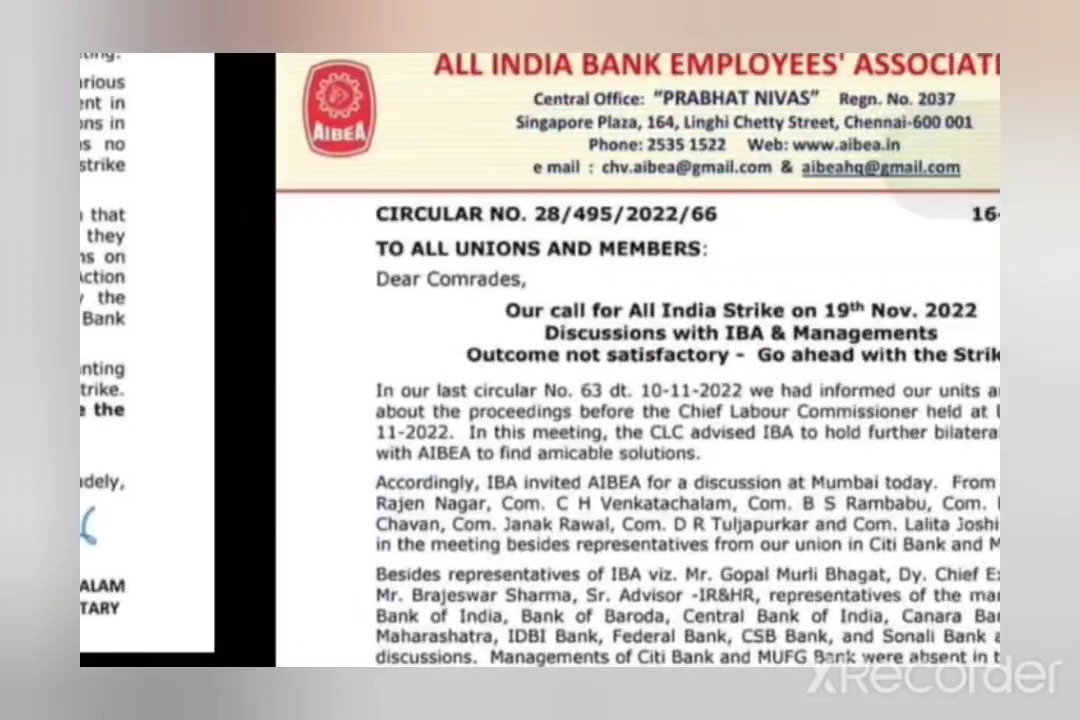 ting.
arious
ent in
ons in
s no
strike
that
they
ns on
Action
the
Bank
nting
trike.
e the
dely,
ALAM
TARY
ALL INDIA BANK EMPLOYEES' ASSOCIATI
AIBEA
Central Office: "PRABHAT NIVAS" Regn. No. 2037
Singapore Plaza, 164, Linghi Chetty Street, Chennai-600 001
Phone: 2535 1522 Web: www.aibea.in
e mail : chv.aibea@gmail.com & aibeahq@gmail.com
CIRCULAR NO. 28/495/2022/66 16-
TO ALL UNIONS AND MEMBERS:
Dear Comrades,
Our call for All India Strike on 19th Nov. 2022
Discussions with IBA & Managements
Outcome not satisfactory - Go ahead with the Strik
In our last circular No. 63 dt. 10-11-2022 we had informed our units a
about the proceedings before the Chief Labour Commissioner held at
11-2022. In this meeting, the CLC advised IBA to hold further bilatera
with AIBEA to find amicable solutions.
Accordingly, IBA invited AIBEA for a discussion at Mumbai today. From
Rajen Nagar, Com. C H Venkatachalam, Com. B S Rambabu, Com.
Chavan, Com. Janak Rawal, Com. D R Tuljapurkar and Com. Lalita Joshi
in the meeting besides representatives from our union in Citi Bank and M
Besides representatives of IBA viz. Mr. Gopal Murli Bhagat, Dy. Chief E
Mr. Brajeswar Sharma, Sr. Advisor -IR&HR, representatives of the ma
Bank of India, Bank of Baroda, Central Bank of India, Canara Ba
Maharashtra, IDBI Bank, Federal Bank, CSB Bank, and Sonali Bank a
discussions. Managements of Citi Bank and MUFG Bank were absent in t
XRecorder